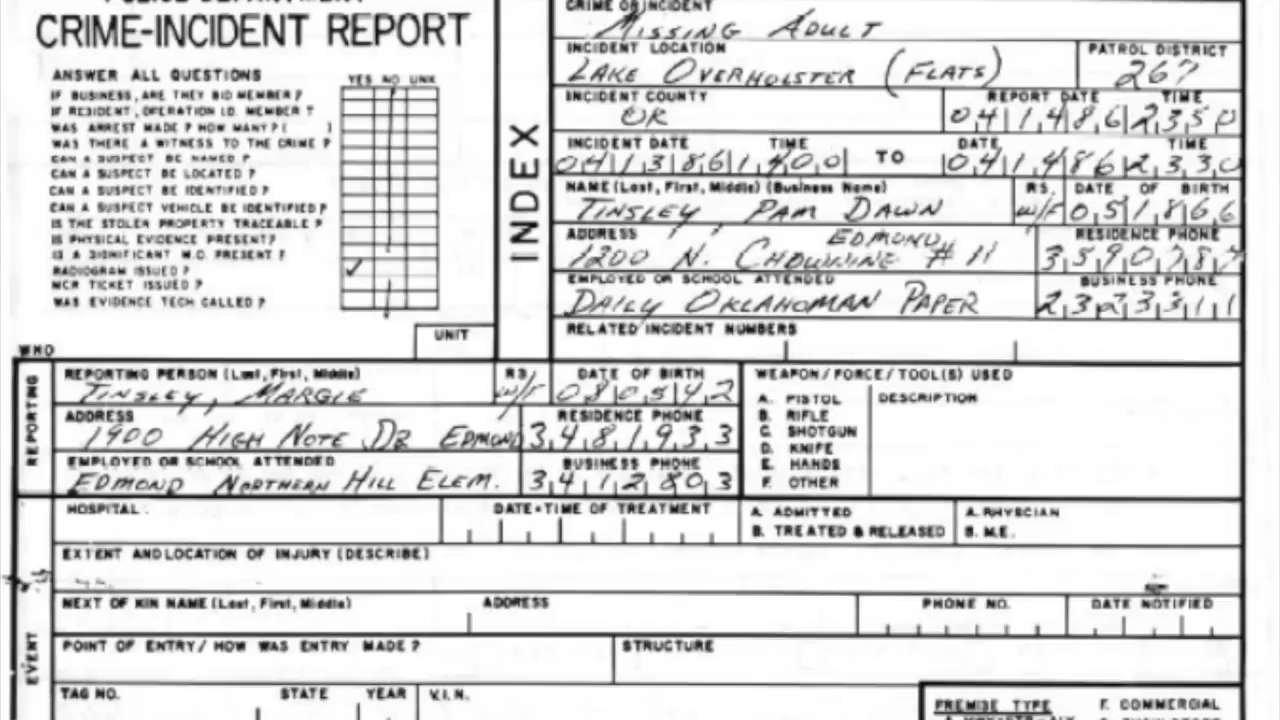 CRIME-INCIDENT REPORT
ANSWER ALL QUESTIONS YES NO UNK
IF BUSINESS, ARE THEY BID MEMBER?
IF RESIDENT, OPERATION I.D. MEMBER?
WAS ARREST MADE? HOW MANY? ( )
WAS THERE A WITNESS TO THE CRIME?
CAN A SUSPECT BE NAMED?
CAN A SUSPECT BE LOCATED?
CAN A SUSPECT BE IDENTIFIED?
CAN A SUSPECT VEHICLE BE IDENTIFIED?
IS THE STOLEN PROPERTY TRACEABLE?
IS PHYSICAL EVIDENCE PRESENT?
IS A SIGNIFICANT M.O. PRESENT?
RADIOGRAM ISSUED? ✓
MCR TICKET ISSUED?
WAS EVIDENCE TECH CALLED?
UNIT
WHO
INDEX
CRIME OR INCIDENT
MISSING ADULT
INCIDENT LOCATION PATROL DISTRICT
LAKE OVERHOLSTER (FLATS) 267
INCIDENT COUNTY REPORT DATE TIME
OK 041486 2350
INCIDENT DATE TIME DATE TIME
041386 1400 TO 041486 2330
NAME (Last, First, Middle) (Business Name) RS. DATE OF BIRTH
TINSLEY, PAM DAWN W/F 051866
ADDRESS RESIDENCE PHONE
EDMOND
1200 N. CHOWNING # 11 3590787
EMPLOYED OR SCHOOL ATTENDED BUSINESS PHONE
DAILY OKLAHOMAN PAPER 2323311
RELATED INCIDENT NUMBERS
REPORTING
REPORTING PERSON (Last, First, Middle) RS DATE OF BIRTH
TINSLEY, MARGIE W/F 080542
ADDRESS RESIDENCE PHONE
1900 HIGH NOTE DR EDMOND 3481933
EMPLOYED OR SCHOOL ATTENDED BUSINESS PHONE
EDMOND NORTHERN HILL ELEM. 3412803
WEAPON/FORCE/TOOL(S) USED
A. PISTOL DESCRIPTION
B. RIFLE
C. SHOTGUN
D. KNIFE
E. HANDS
F. OTHER
HOSPITAL. DATE-TIME OF TREATMENT A. ADMITTED A. PHYSICIAN
B. TREATED & RELEASED B. M.E.
EXTENT AND LOCATION OF INJURY (DESCRIBE)
NEXT OF KIN NAME (Last, First, Middle) ADDRESS PHONE NO. DATE NOTIFIED
EVENT
POINT OF ENTRY/ HOW WAS ENTRY MADE? STRUCTURE
TAG NO. STATE YEAR V.I.N.
PREMISE TYPE F. COMMERCIAL